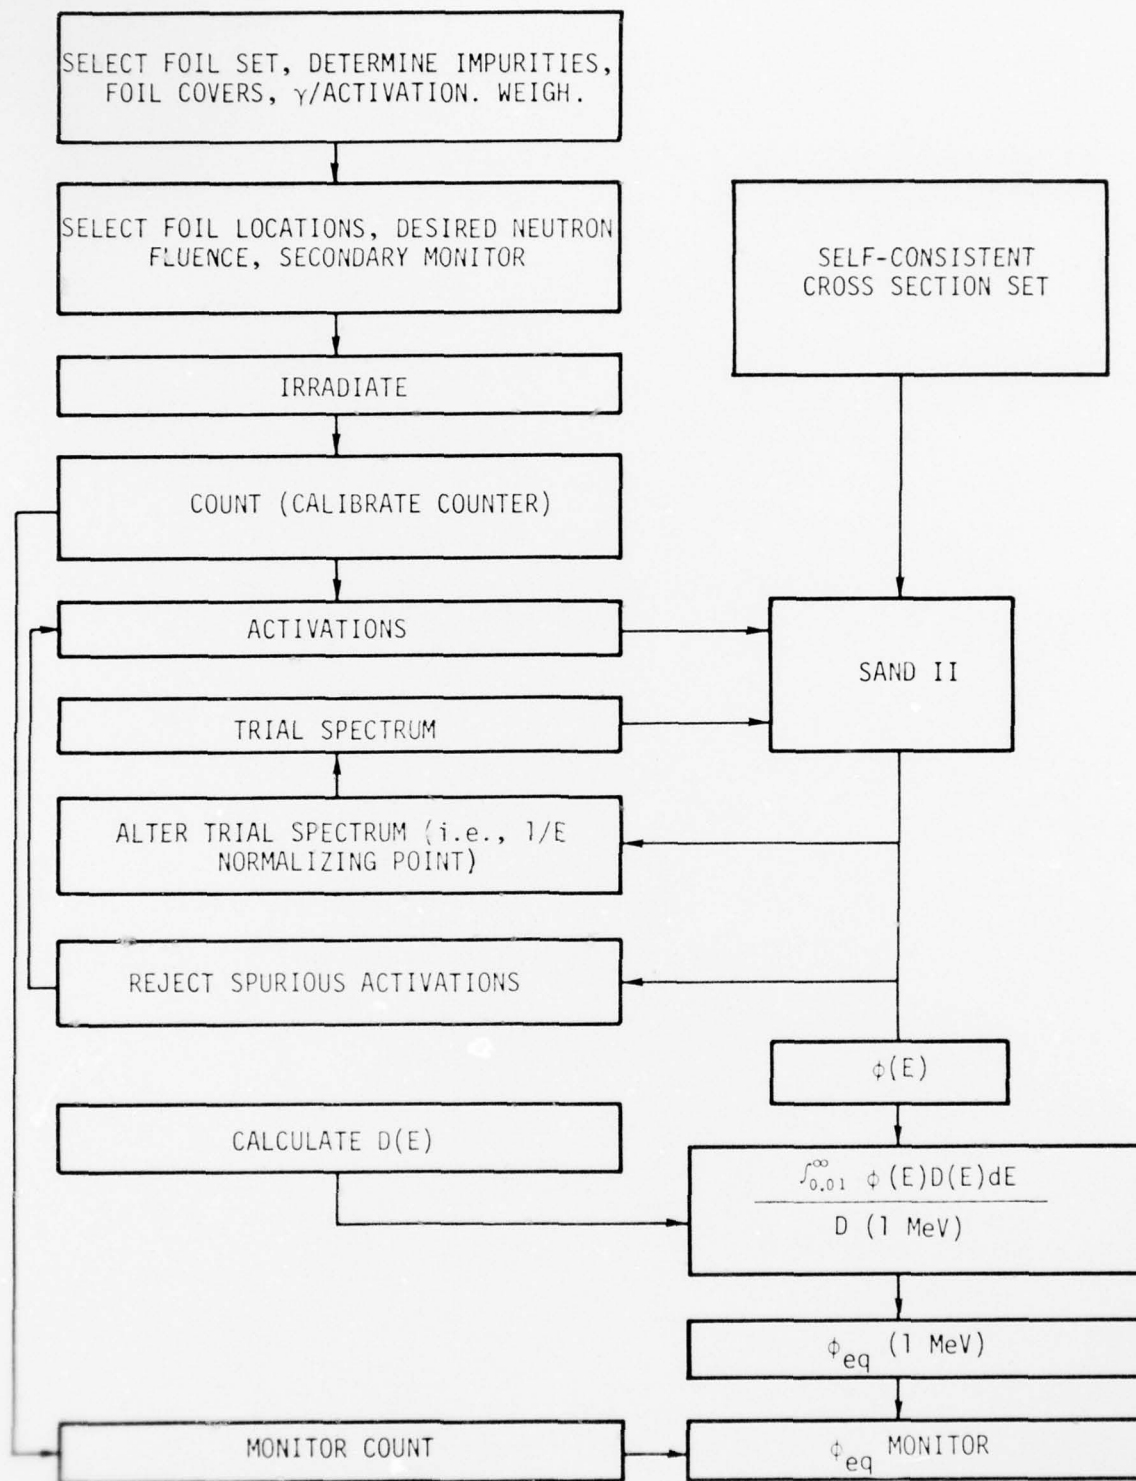 SELECT FOIL SET, DETERMINE IMPURITIES,
FOIL COVERS, γ/ACTIVATION. WEIGH.
SELECT FOIL LOCATIONS, DESIRED NEUTRON
FLUENCE, SECONDARY MONITOR
SELF-CONSISTENT
CROSS SECTION SET
IRRADIATE
COUNT (CALIBRATE COUNTER)
ACTIVATIONS
SAND II
TRIAL SPECTRUM
ALTER TRIAL SPECTRUM (i.e., 1/E
NORMALIZING POINT)
REJECT SPURIOUS ACTIVATIONS
ϕ(E)
CALCULATE D(E)
∫0.01∞ ϕ(E)D(E)dE
D (1 MeV)
ϕeq (1 MeV)
MONITOR COUNT
ϕeq MONITOR